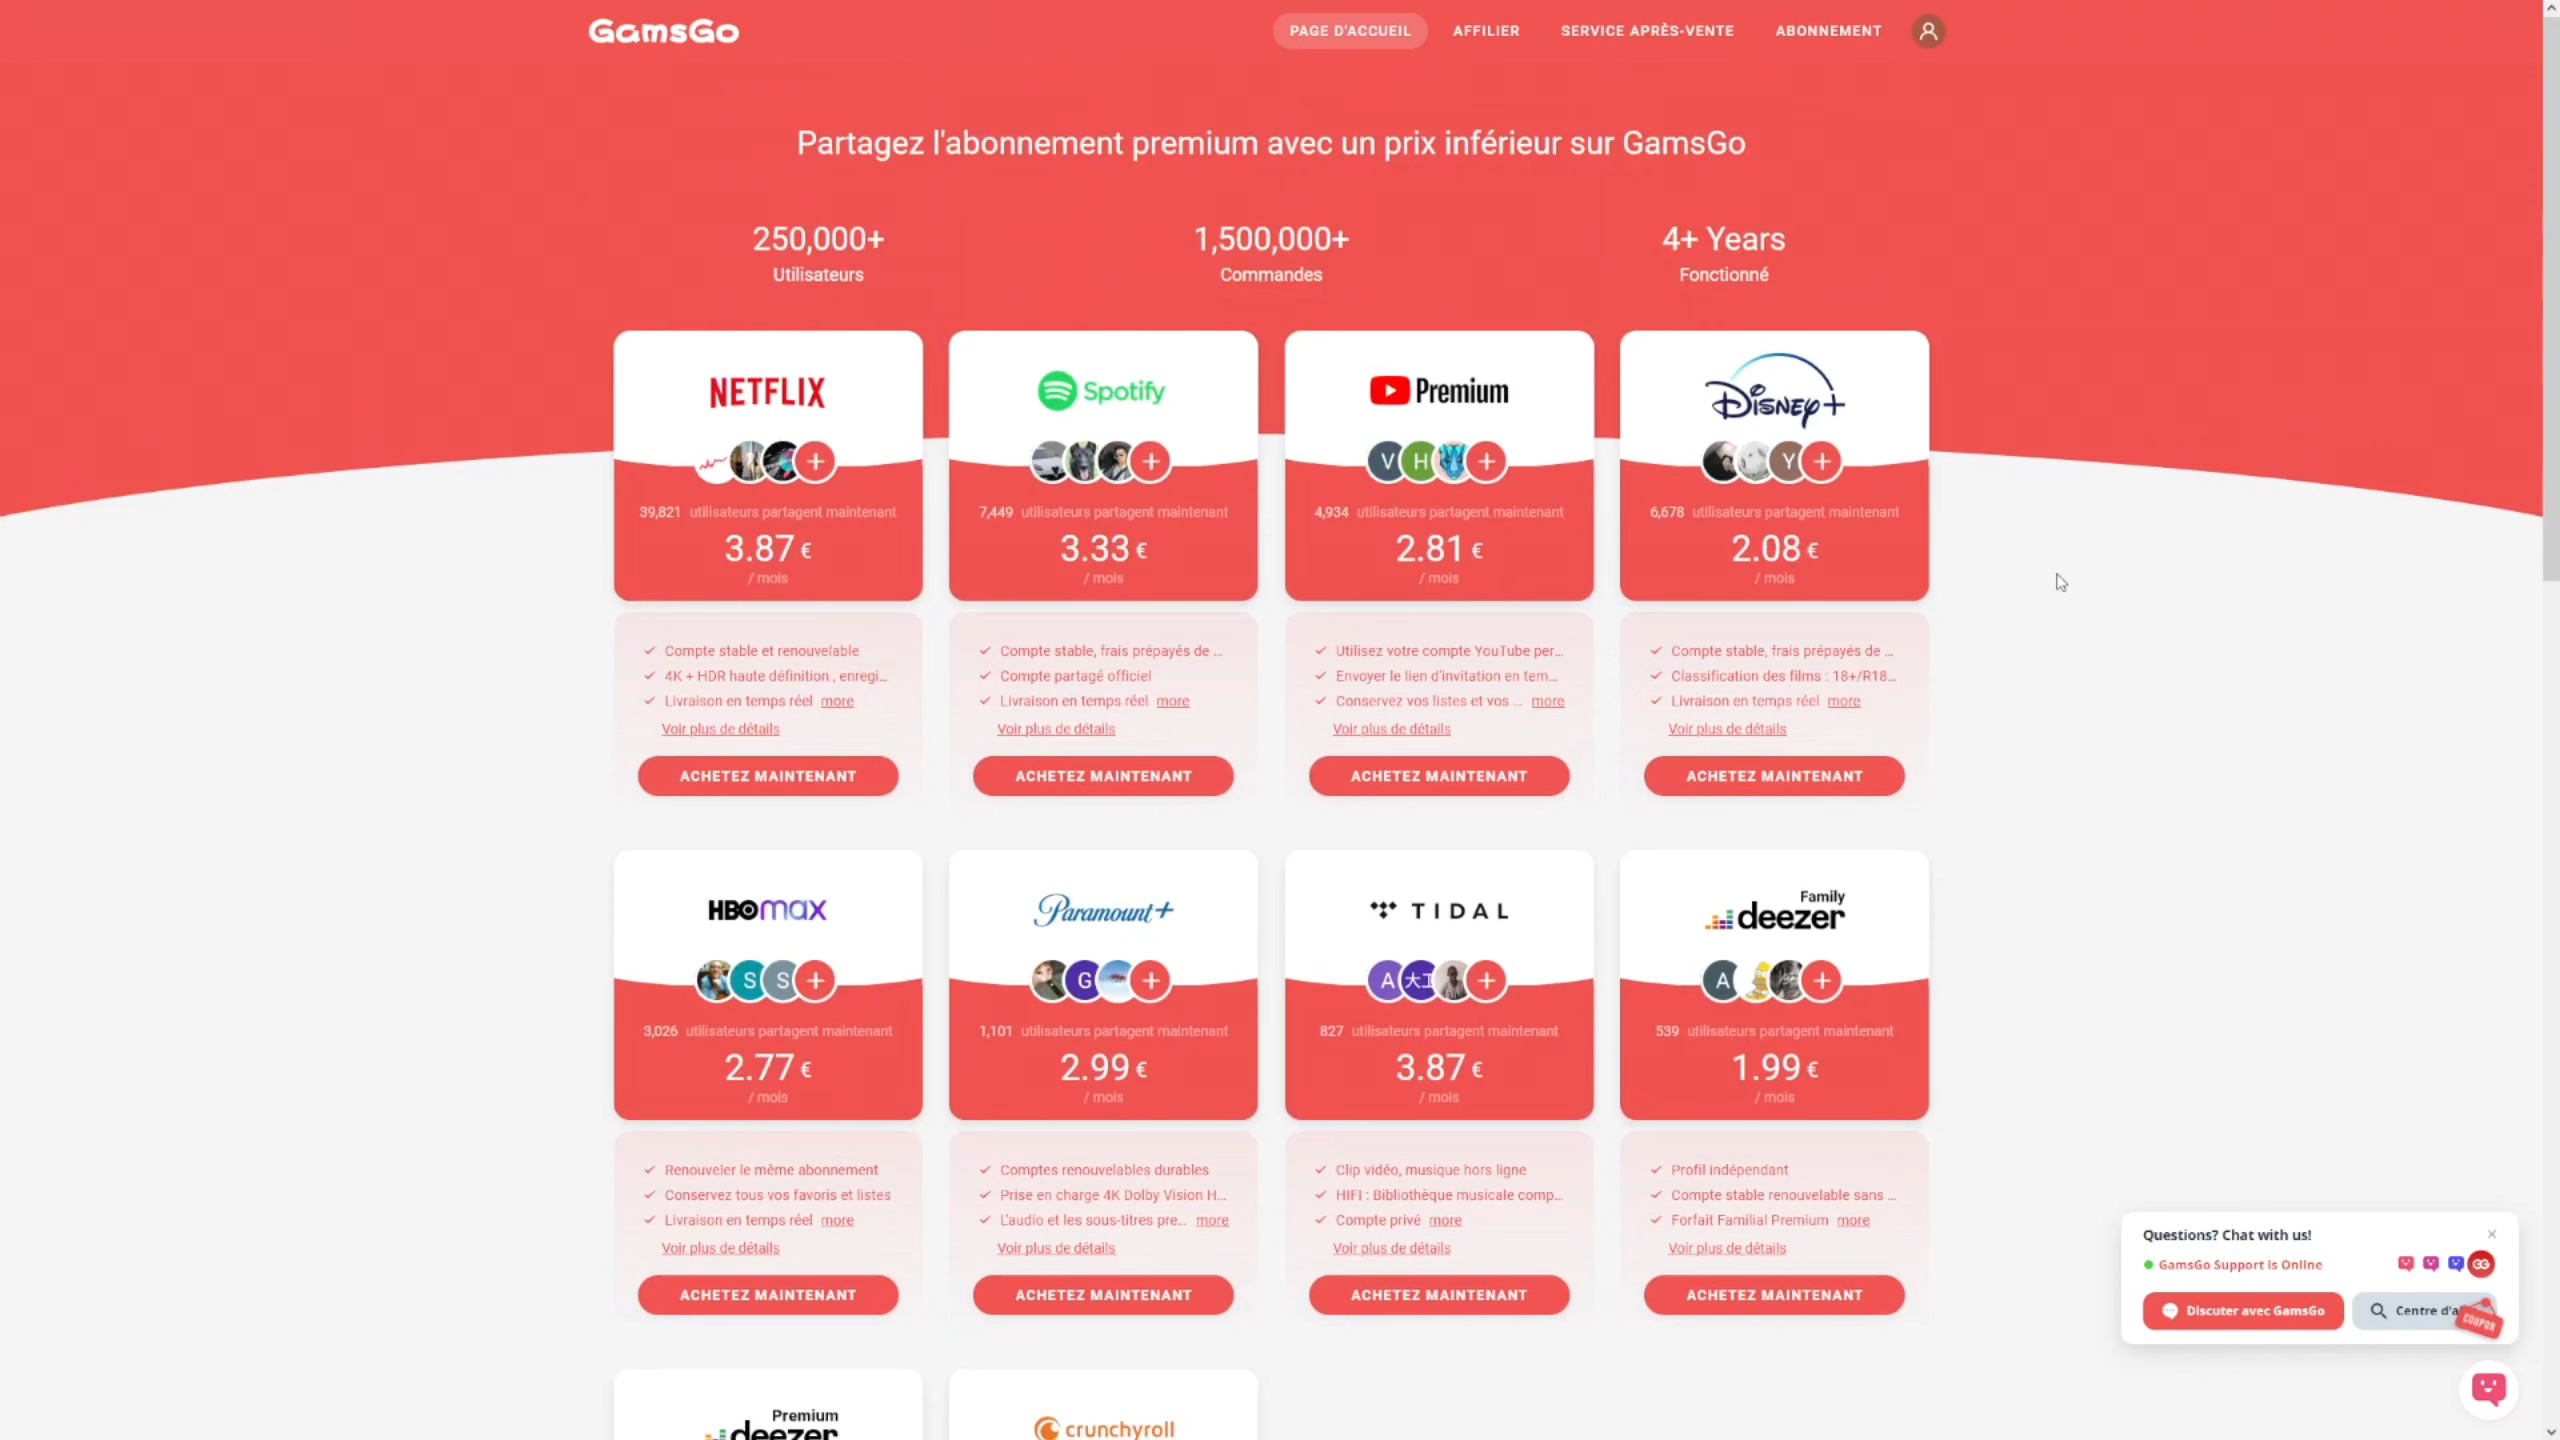 GamsGo
PAGE D'ACCUEIL
AFFILIER
SERVICE APRÈS-VENTE
ABONNEMENT
Partagez l'abonnement premium avec un prix inférieur sur GamsGo
250,000+
Utilisateurs
1,500,000+
Commandes
4+ Years
Fonctionné
NETFLIX
39,821 utilisateurs partagent maintenant
3.87 €
/ mois
Compte stable et renouvelable
4K + HDR haute définition , enregi...
Livraison en temps réel more
Voir plus de détails
ACHETEZ MAINTENANT
Spotify
7,449 utilisateurs partagent maintenant
3.33 €
/ mois
Compte stable, frais prépayés de ...
Compte partagé officiel
Livraison en temps réel more
Voir plus de détails
ACHETEZ MAINTENANT
Premium
V H
4,934 utilisateurs partagent maintenant
2.81 €
/ mois
Utilisez votre compte YouTube per...
Envoyer le lien d'invitation en tem...
Conservez vos listes et vos ... more
Voir plus de détails
ACHETEZ MAINTENANT
Disney+
Y
6,678 utilisateurs partagent maintenant
2.08 €
/ mois
Compte stable, frais prépayés de ...
Classification des films : 18+/R18...
Livraison en temps réel more
Voir plus de détails
ACHETEZ MAINTENANT
HBOmax
S S
3,026 utilisateurs partagent maintenant
2.77 €
/ mois
Renouveler le même abonnement
Conservez tous vos favoris et listes
Livraison en temps réel more
Voir plus de détails
ACHETEZ MAINTENANT
Paramount+
G
1,101 utilisateurs partagent maintenant
2.99 €
/ mois
Comptes renouvelables durables
Prise en charge 4K Dolby Vision H...
L'audio et les sous-titres pre... more
Voir plus de détails
ACHETEZ MAINTENANT
TIDAL
A 大工
827 utilisateurs partagent maintenant
3.87 €
/ mois
Clip vidéo, musique hors ligne
HIFI : Bibliothèque musicale comp...
Compte privé more
Voir plus de détails
ACHETEZ MAINTENANT
Family
deezer
A
539 utilisateurs partagent maintenant
1.99 €
/ mois
Profil indépendant
Compte stable renouvelable sans ...
Forfait Familial Premium more
Voir plus de détails
ACHETEZ MAINTENANT
Premium
deezer
crunchyroll
Questions? Chat with us!
GamsGo Support is Online
GG
Discuter avec GamsGo
Centre d'a
COUPON